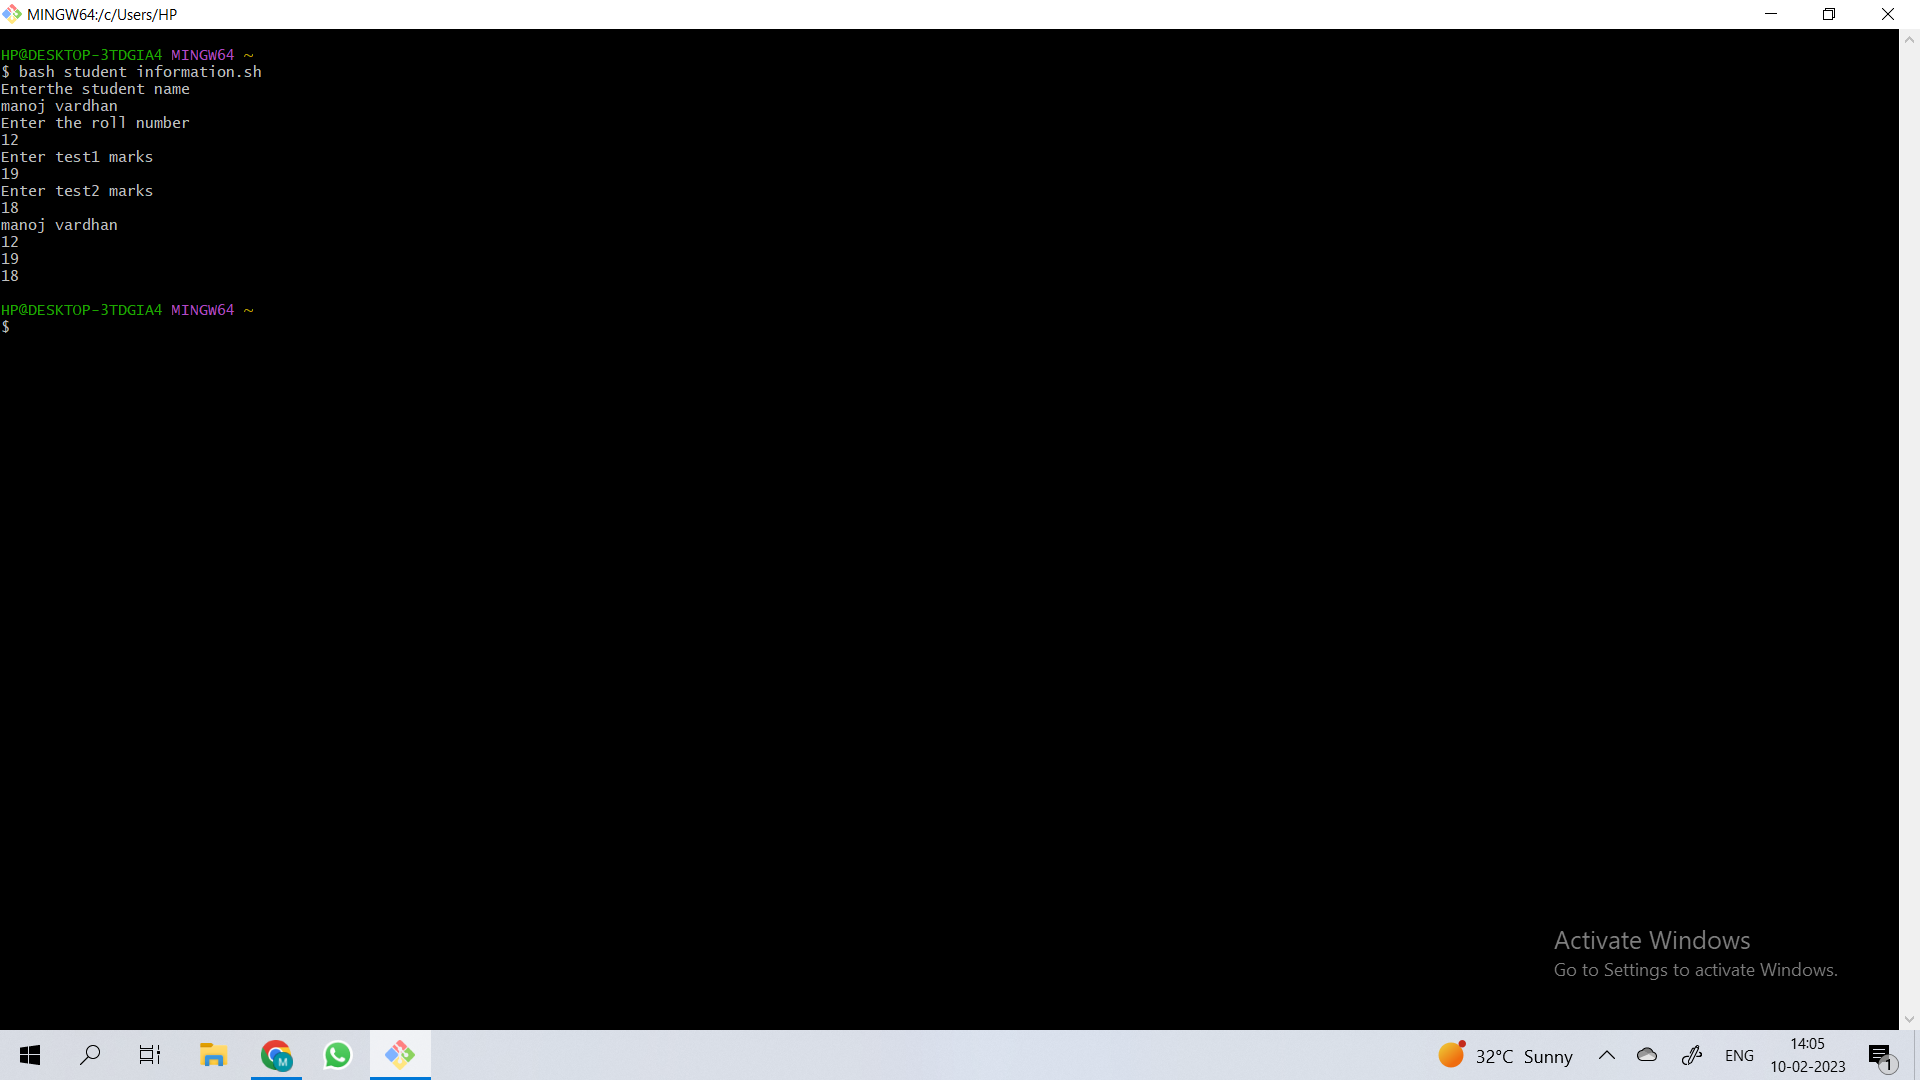 MINGW64:/c/Users/HP
HP@DESKTOP-3TDGIA4 MINGW64 ~
$ bash student information.sh
Enterthe student name
manoj vardhan
Enter the roll number
12
Enter test1 marks
19
Enter test2 marks
18
manoj vardhan
12
19
18
HP@DESKTOP-3TDGIA4 MINGW64 ~
$
Activate Windows
Go to Settings to activate Windows.
M
32°C Sunny
ENG
14:05
10-02-2023
1